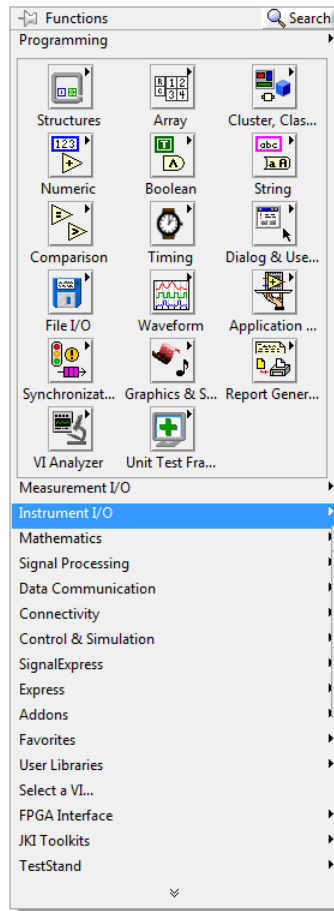 Functions Search
Programming
Structures Array Cluster, Clas...
123 abc
Numeric Boolean String
Comparison Timing Dialog & Use...
File I/O Waveform Application ...
Synchronizat... Graphics & S... Report Gener...
VI Analyzer Unit Test Fra...
Measurement I/O
Instrument I/O
Mathematics
Signal Processing
Data Communication
Connectivity
Control & Simulation
SignalExpress
Express
Addons
Favorites
User Libraries
Select a VI...
FPGA Interface
JKI Toolkits
TestStand